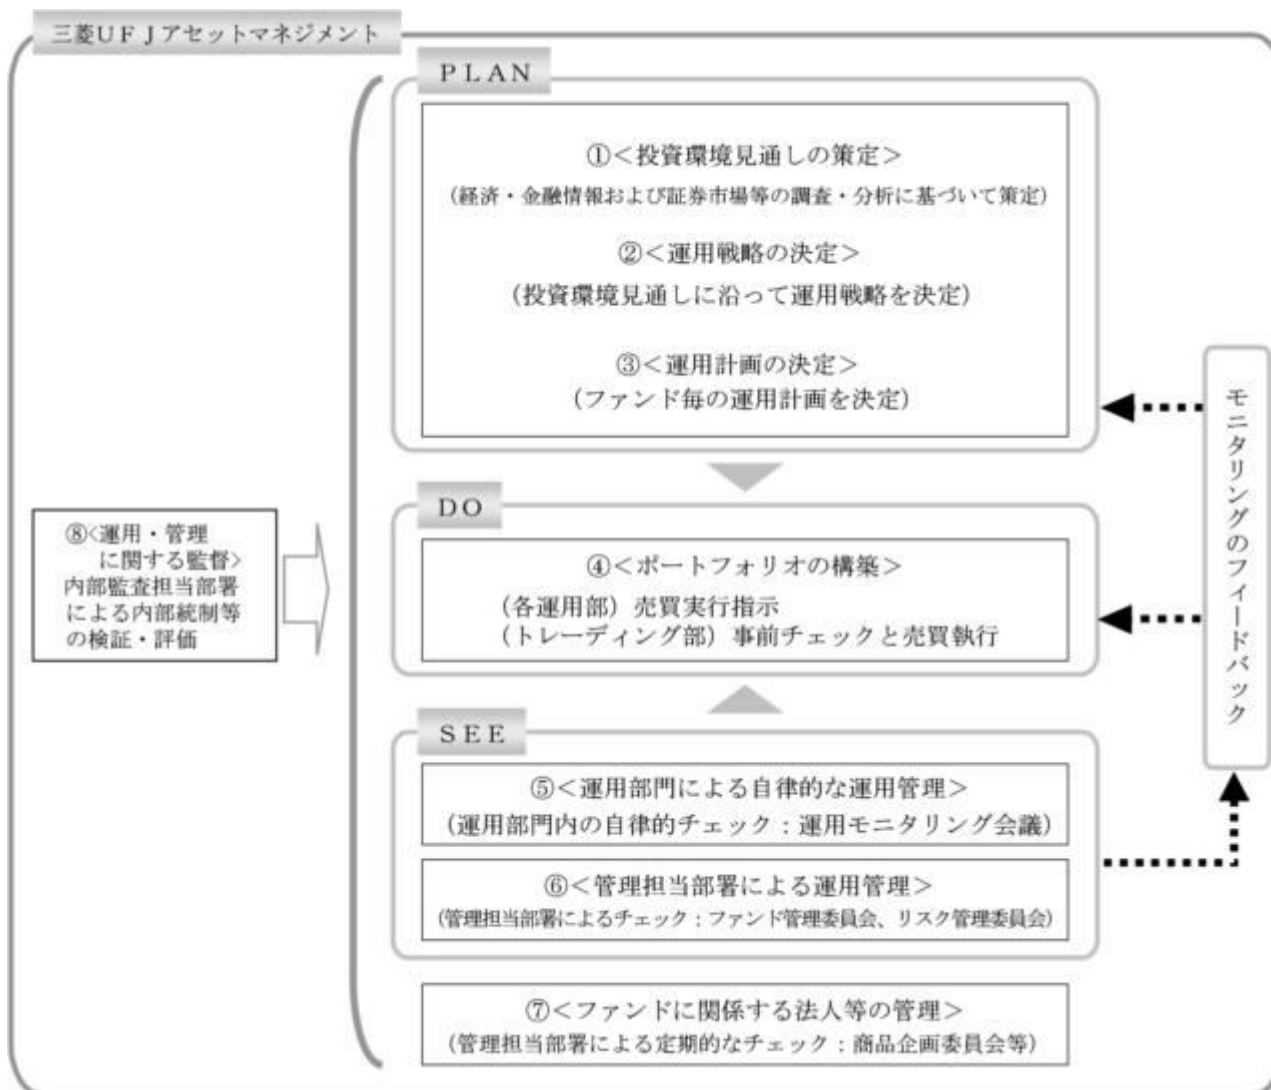 三菱ＵＦＪアセットマネジメント
ＰＬＡＮ
①＜投資環境見通しの策定＞
(経済・金融情報および証券市場等の調査・分析に基づいて策定)
②＜運用戦略の決定＞
(投資環境見通しに沿って運用戦略を決定)
③＜運用計画の決定＞
(ファンド毎の運用計画を決定)
ＤＯ
④＜ポートフォリオの構築＞
(各運用部）売買実行指示
(トレーディング部）事前チェックと売買執行
ＳＥＥ
⑤＜運用部門による自律的な運用管理＞
(運用部門内の自律的チェック：運用モニタリング会議)
⑥＜管理担当部署による運用管理＞
(管理担当部署によるチェック：ファンド管理委員会、リスク管理委員会)
⑦＜ファンドに関係する法人等の管理＞
(管理担当部署による定期的なチェック：商品企画委員会等)
⑧<運用・管理
に関する監督>
内部監査担当部署
による内部統制等
の検証・評価
モニタリングのフィードバック